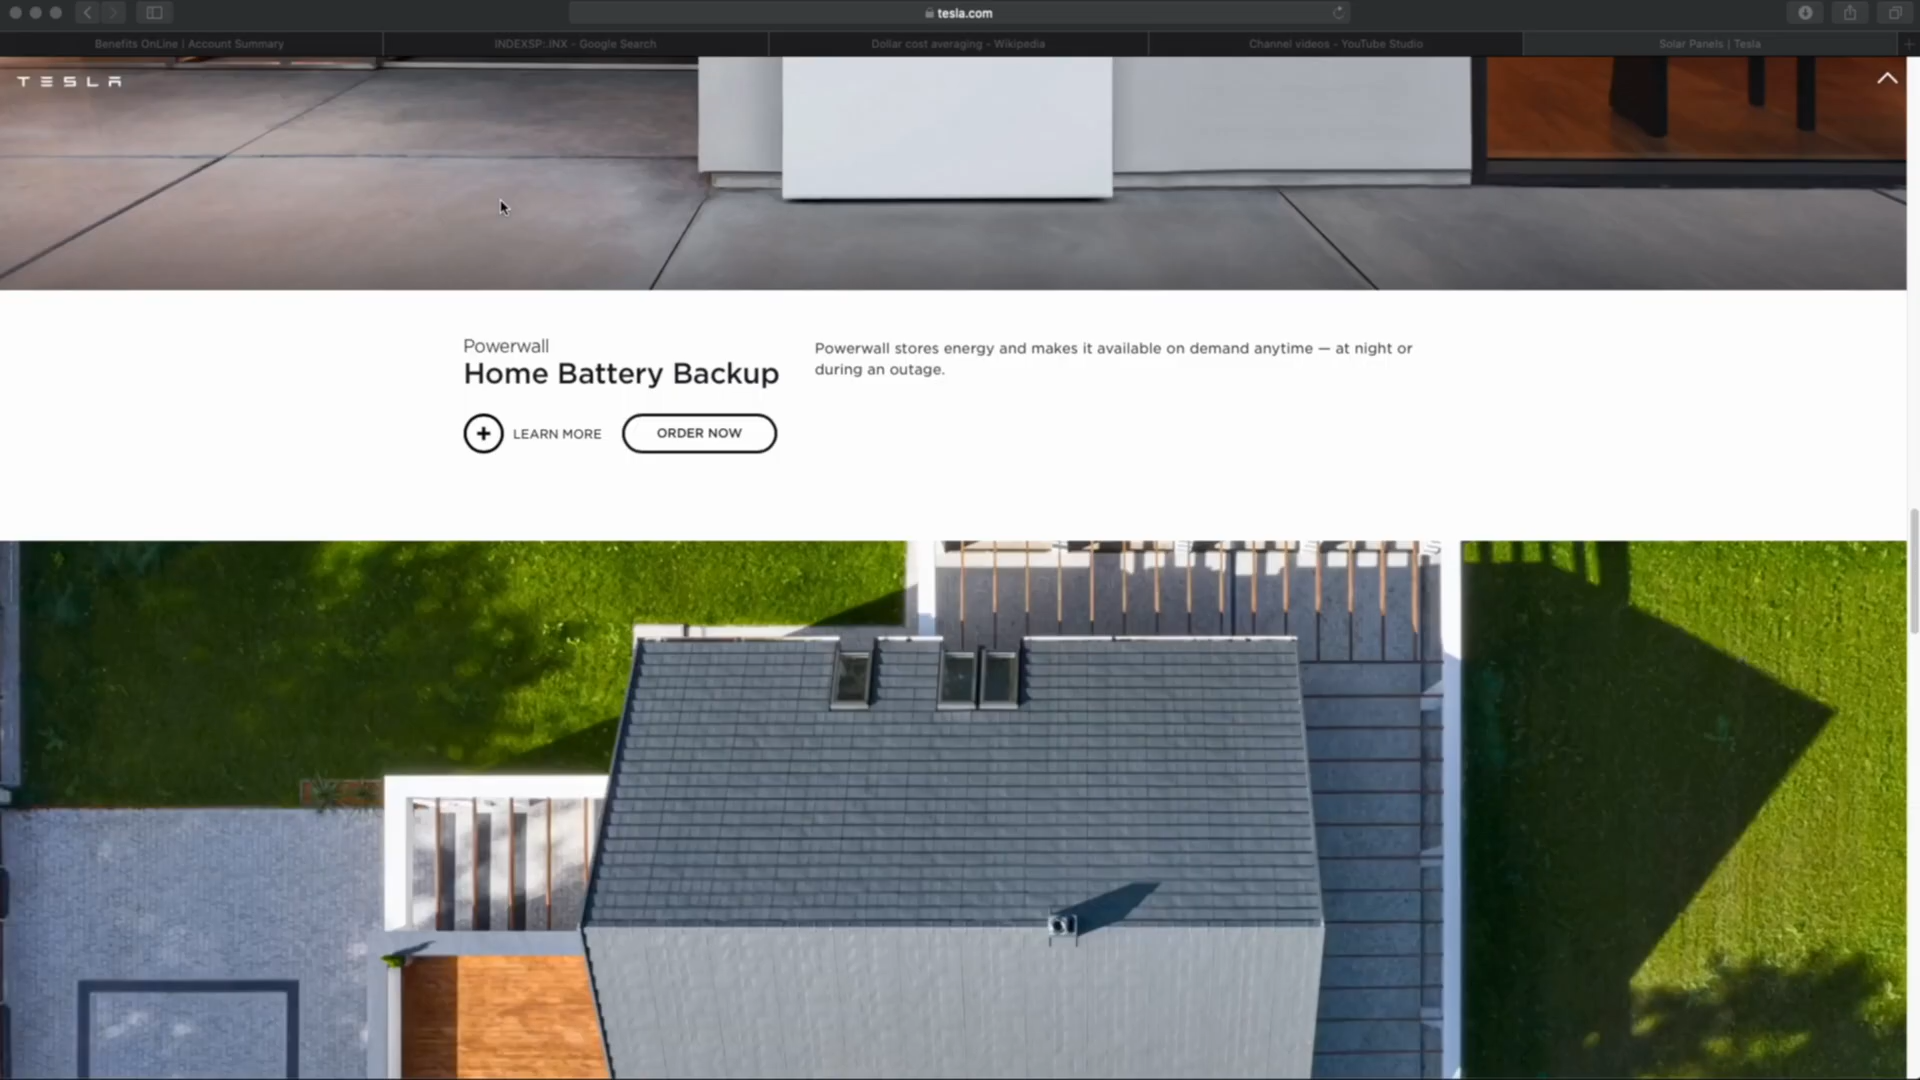 tesla.com
Benefits OnLine | Account Summary
INDEXSP:.INX - Google Search
Dollar cost averaging - Wikipedia
Channel videos - YouTube Studio
Solar Panels | Tesla
TESLA
Powerwall
Home Battery Backup
Powerwall stores energy and makes it available on demand anytime — at night or
during an outage.
LEARN MORE
ORDER NOW